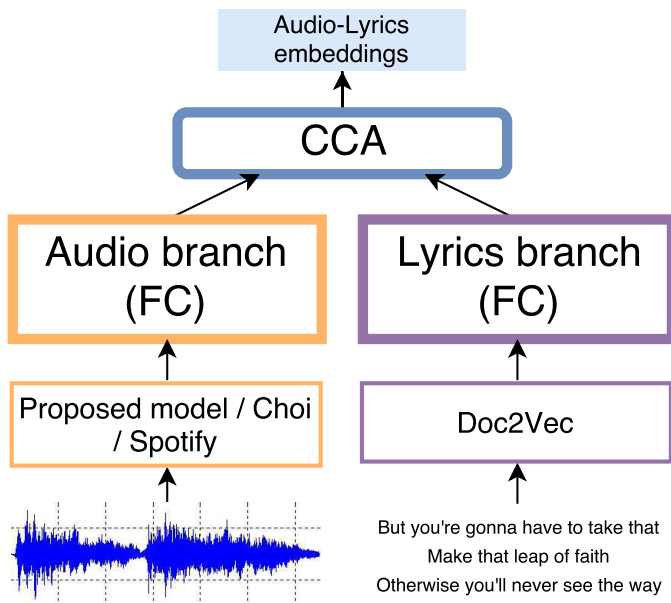 Audio-Lyrics
embeddings
CCA
Audio branch
(FC)
Lyrics branch
(FC)
Proposed model / Choi
/ Spotify
Doc2Vec
But you're gonna have to take that
Make that leap of faith
Otherwise you'll never see the way